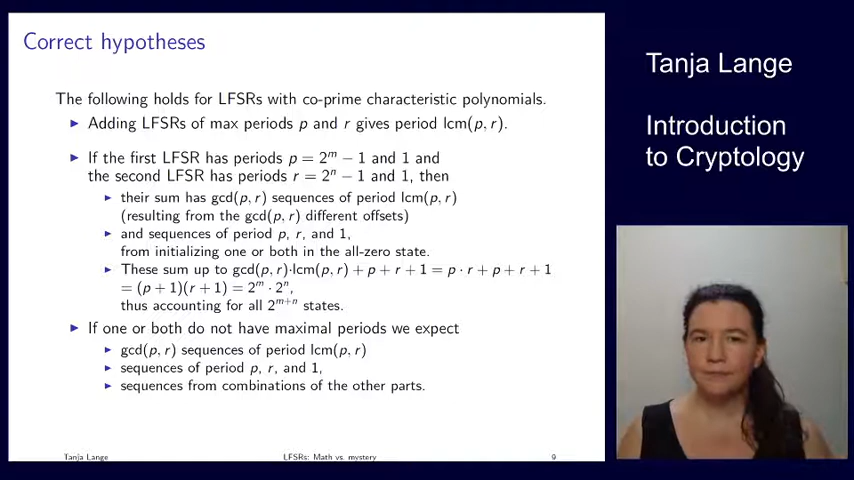 Correct hypotheses
The following holds for LFSRs with co-prime characteristic polynomials.
▶ Adding LFSRs of max periods p and r gives period lcm(p, r).
▶ If the first LFSR has periods p = 2^m − 1 and 1 and
the second LFSR has periods r = 2^n − 1 and 1, then
▶ their sum has gcd(p, r) sequences of period lcm(p, r)
(resulting from the gcd(p, r) different offsets)
▶ and sequences of period p, r, and 1,
from initializing one or both in the all-zero state.
▶ These sum up to gcd(p, r)·lcm(p, r) + p + r + 1 = p · r + p + r + 1
= (p + 1)(r + 1) = 2^m · 2^n,
thus accounting for all 2^{m+n} states.
▶ If one or both do not have maximal periods we expect
▶ gcd(p, r) sequences of period lcm(p, r)
▶ sequences of period p, r, and 1,
▶ sequences from combinations of the other parts.
Tanja Lange
LFSRs: Math vs. mystery
9
Tanja Lange
Introduction
to Cryptology